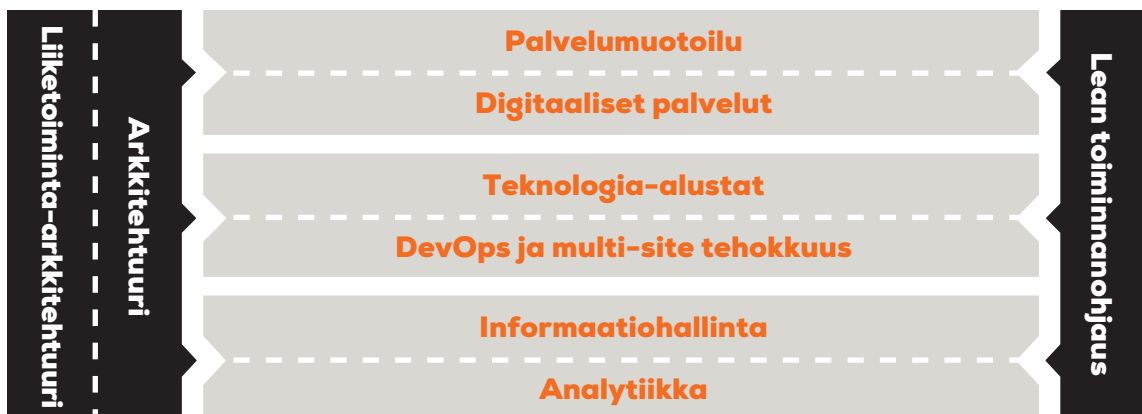 Liiketoiminta-arkkitehtuuri
Arkkitehtuuri
Palvelumuotoilu
Digitaaliset palvelut
Teknologia-alustat
DevOps ja multi-site tehokkuus
Informaatiohallinta
Analytiikka
Lean toiminnanohjaus